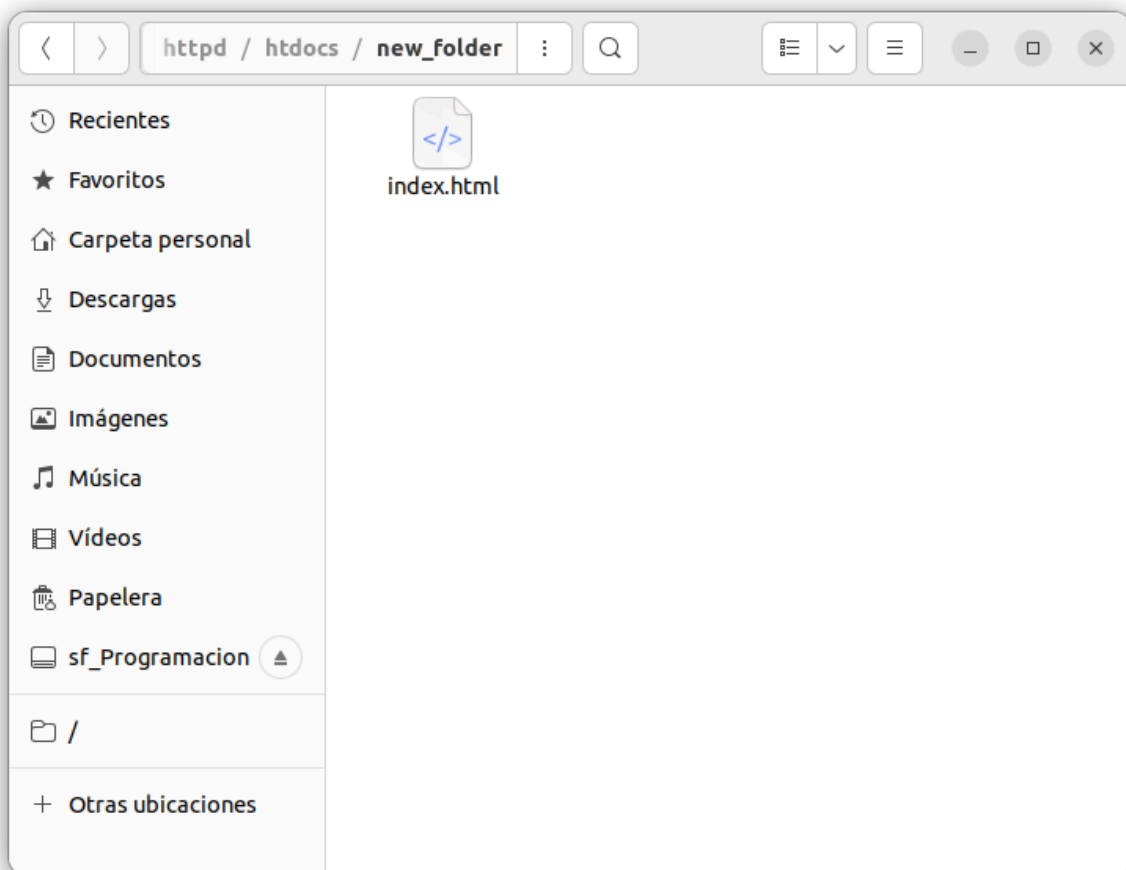 httpd / htdocs / new_folder
Recientes
Favoritos
Carpeta personal
Descargas
Documentos
Imágenes
Música
Vídeos
Papelera
sf_Programacion
/
+ Otras ubicaciones
</>
index.html